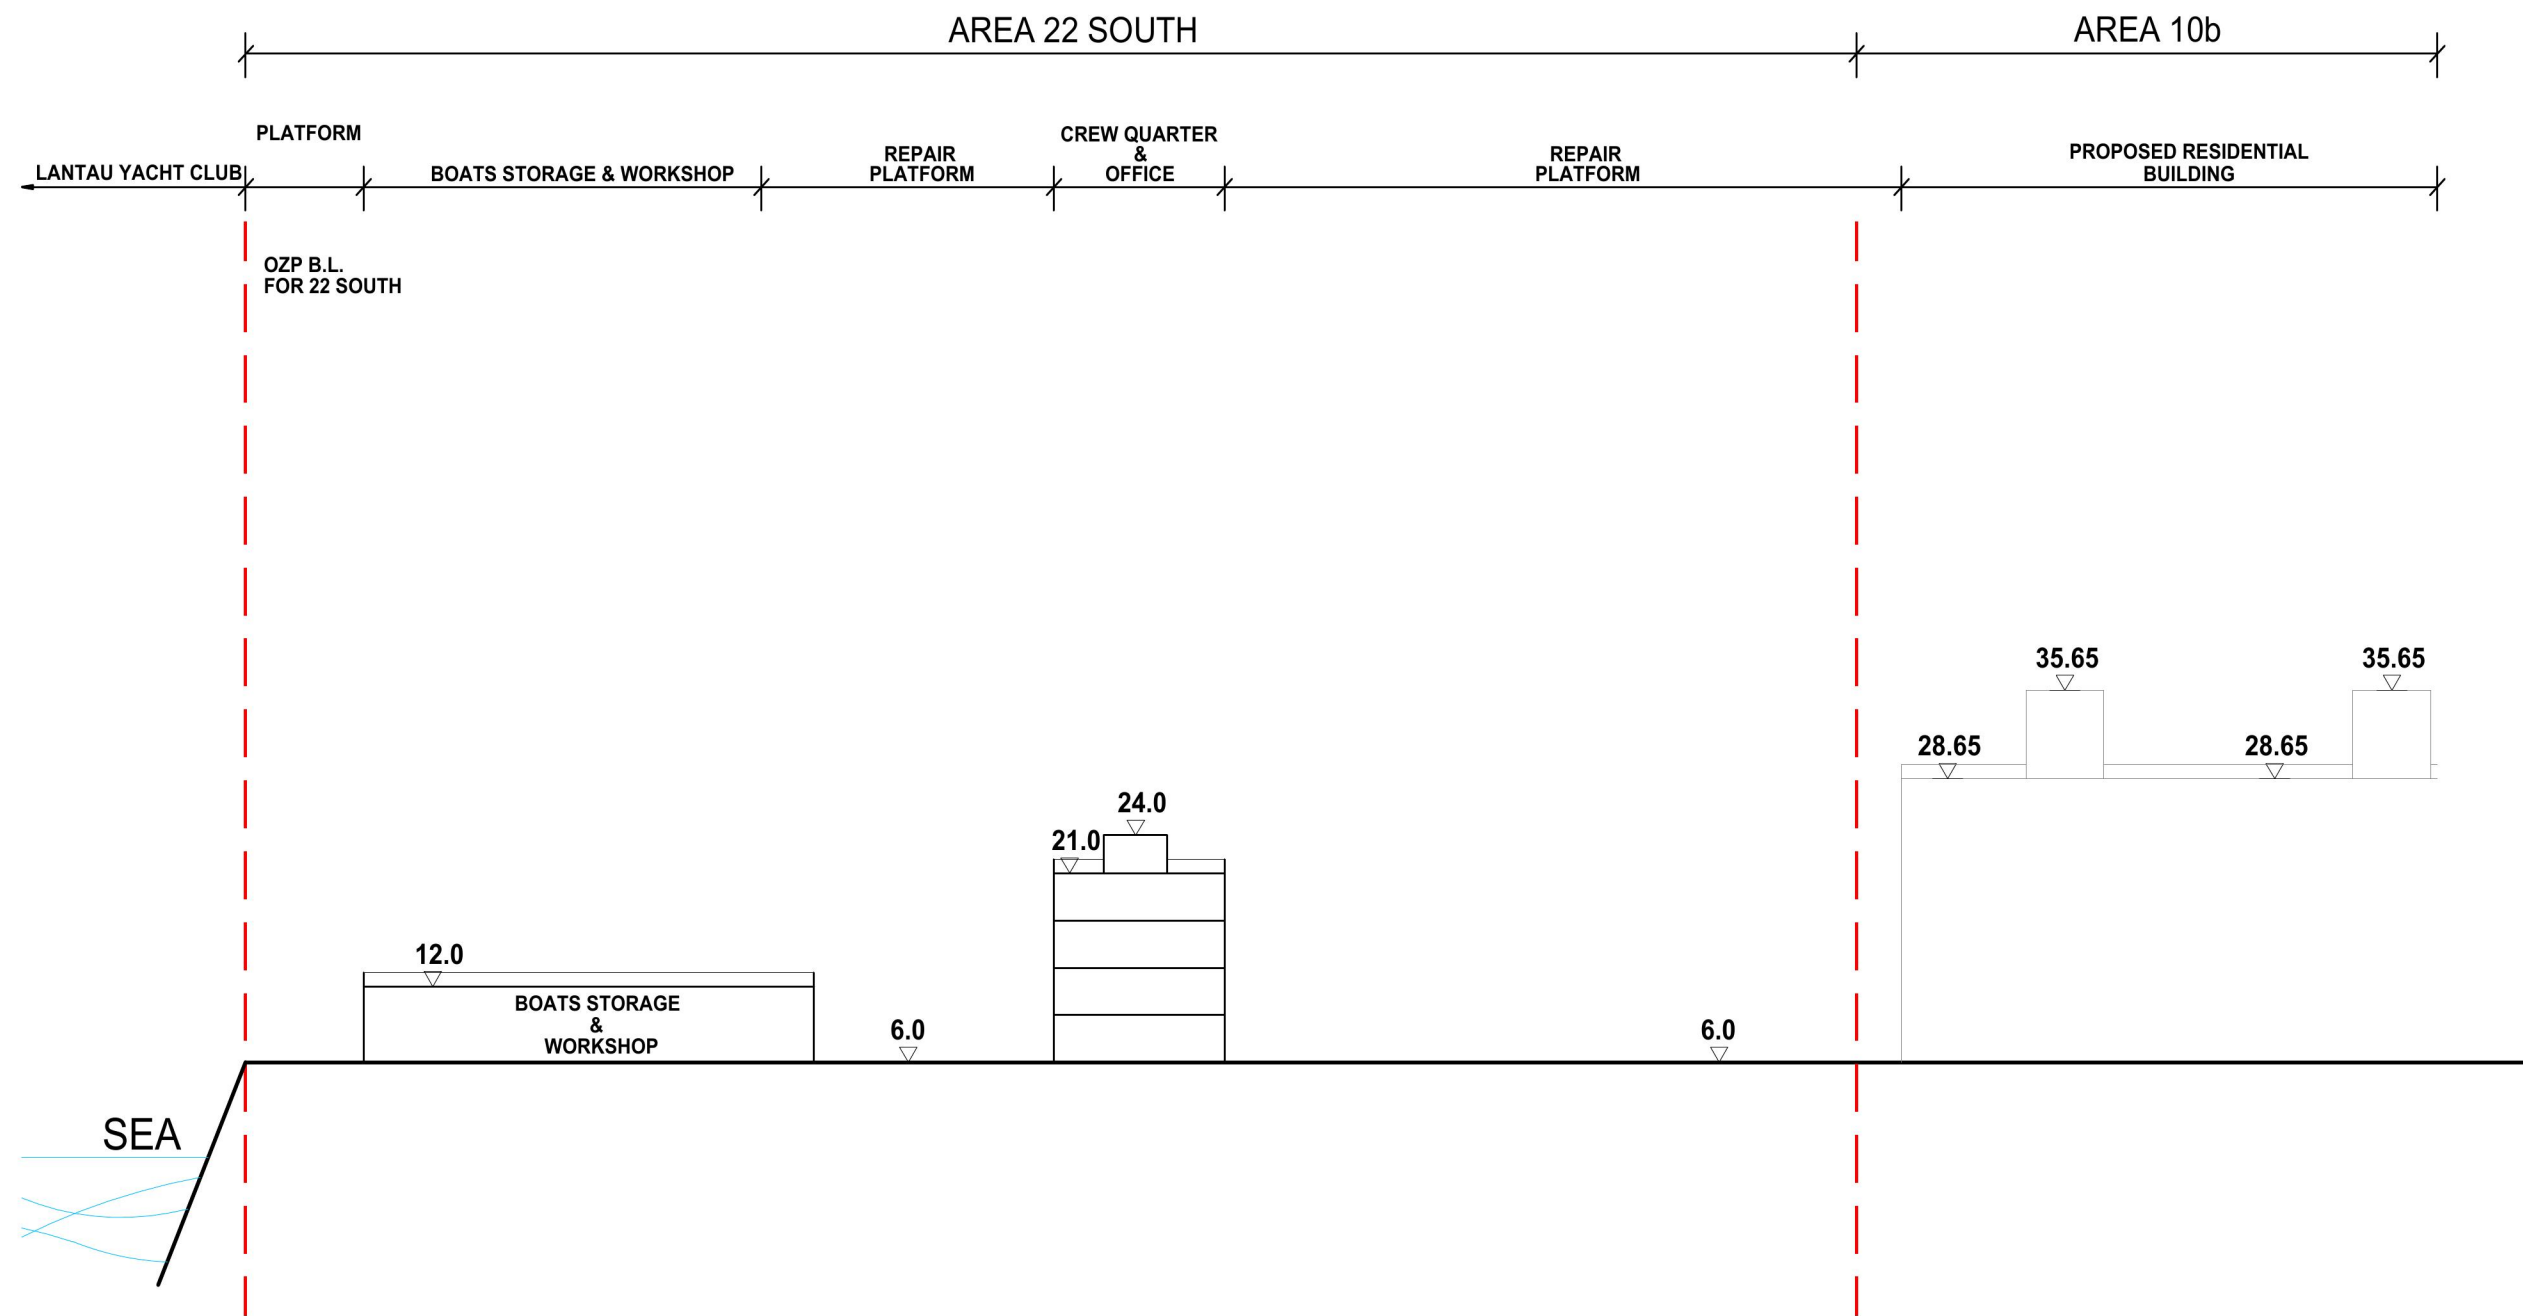 AREA 22 SOUTH
AREA 10b
PLATFORM
LANTAU YACHT CLUB
BOATS STORAGE & WORKSHOP
REPAIR
PLATFORM
CREW QUARTER
&
OFFICE
REPAIR
PLATFORM
PROPOSED RESIDENTIAL
BUILDING
OZP B.L.
FOR 22 SOUTH
35.65
35.65
28.65
28.65
24.0
21.0
12.0
BOATS STORAGE
&
WORKSHOP
6.0
6.0
SEA